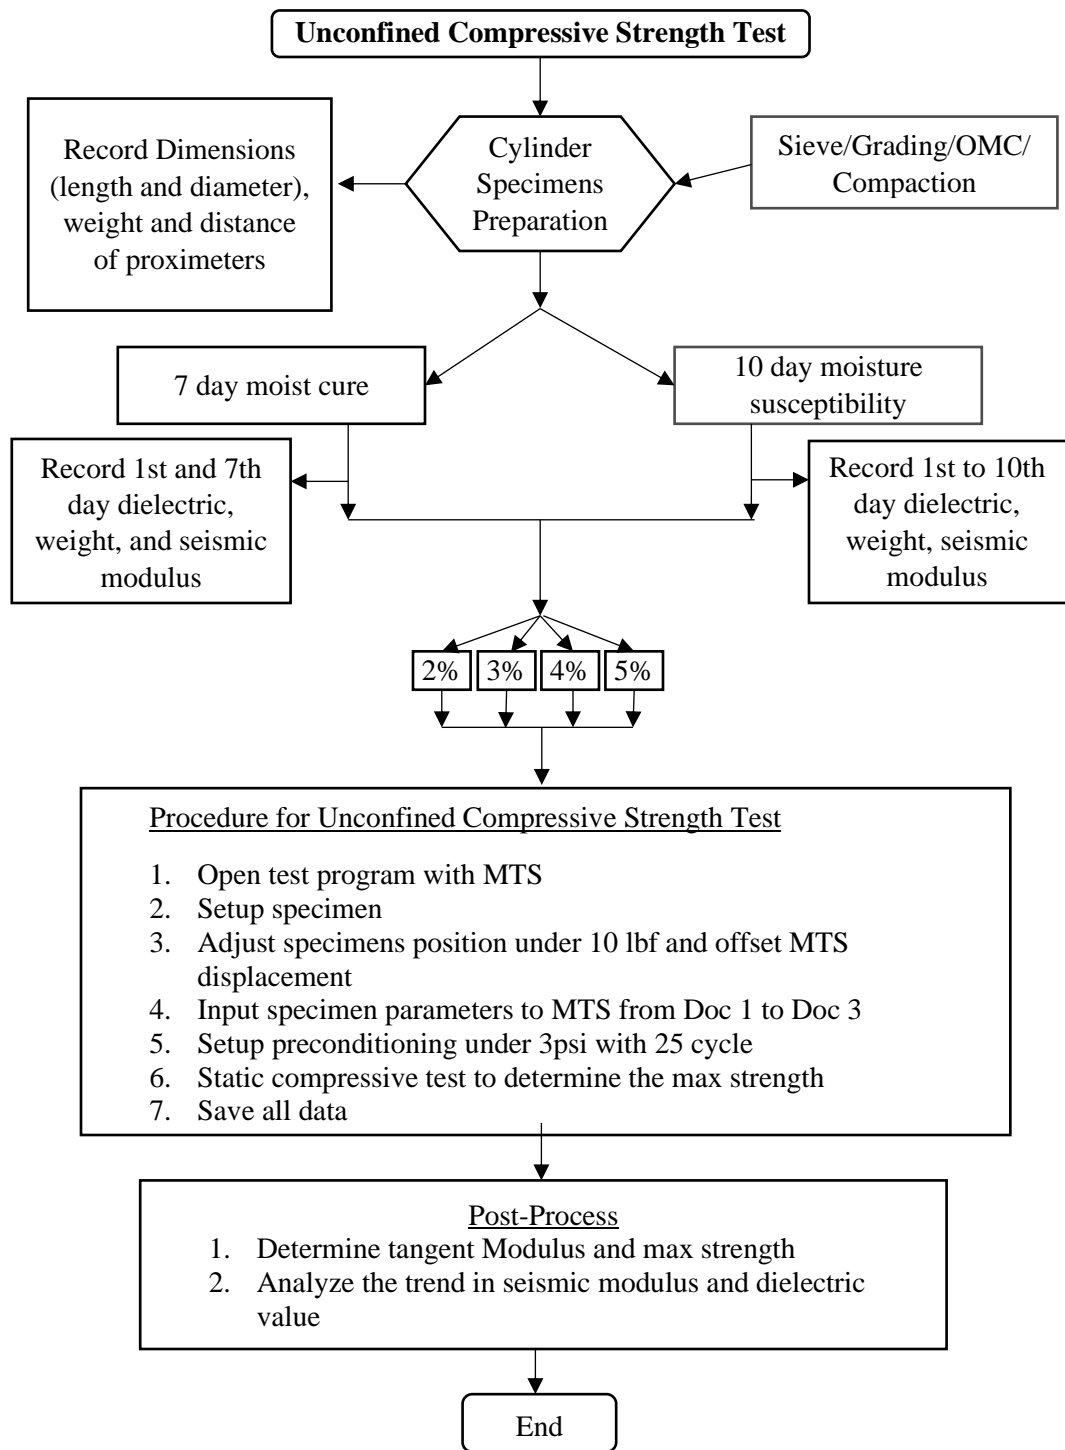 Unconfined Compressive Strength Test
Record Dimensions
(length and diameter),
weight and distance
of proximeters
Cylinder
Specimens
Preparation
Sieve/Grading/OMC/
Compaction
7 day moist cure
10 day moisture
susceptibility
Record 1st and 7th
day dielectric,
weight, and seismic
modulus
Record 1st to 10th
day dielectric,
weight, seismic
modulus
2%
3%
4%
5%
Procedure for Unconfined Compressive Strength Test
1. Open test program with MTS
2. Setup specimen
3. Adjust specimens position under 10 lbf and offset MTS
displacement
4. Input specimen parameters to MTS from Doc 1 to Doc 3
5. Setup preconditioning under 3psi with 25 cycle
6. Static compressive test to determine the max strength
7. Save all data
Post-Process
1. Determine tangent Modulus and max strength
2. Analyze the trend in seismic modulus and dielectric
value
End